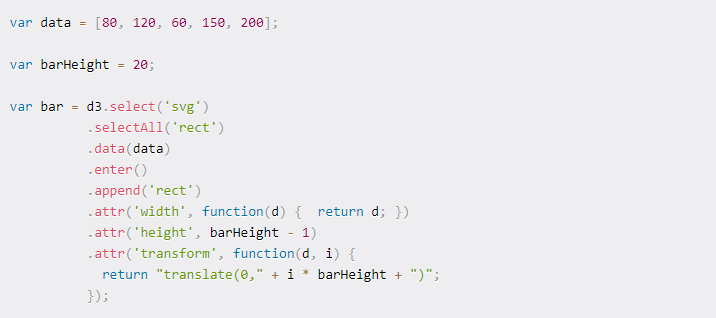 var data = [80, 120, 60, 150, 200];
var barHeight = 20;
var bar = d3.select('svg')
.selectAll('rect')
.data(data)
.enter()
.append('rect')
.attr('width', function(d) {  return d; })
.attr('height', barHeight - 1)
.attr('transform', function(d, i) {
return "translate(0," + i * barHeight + ")";
});